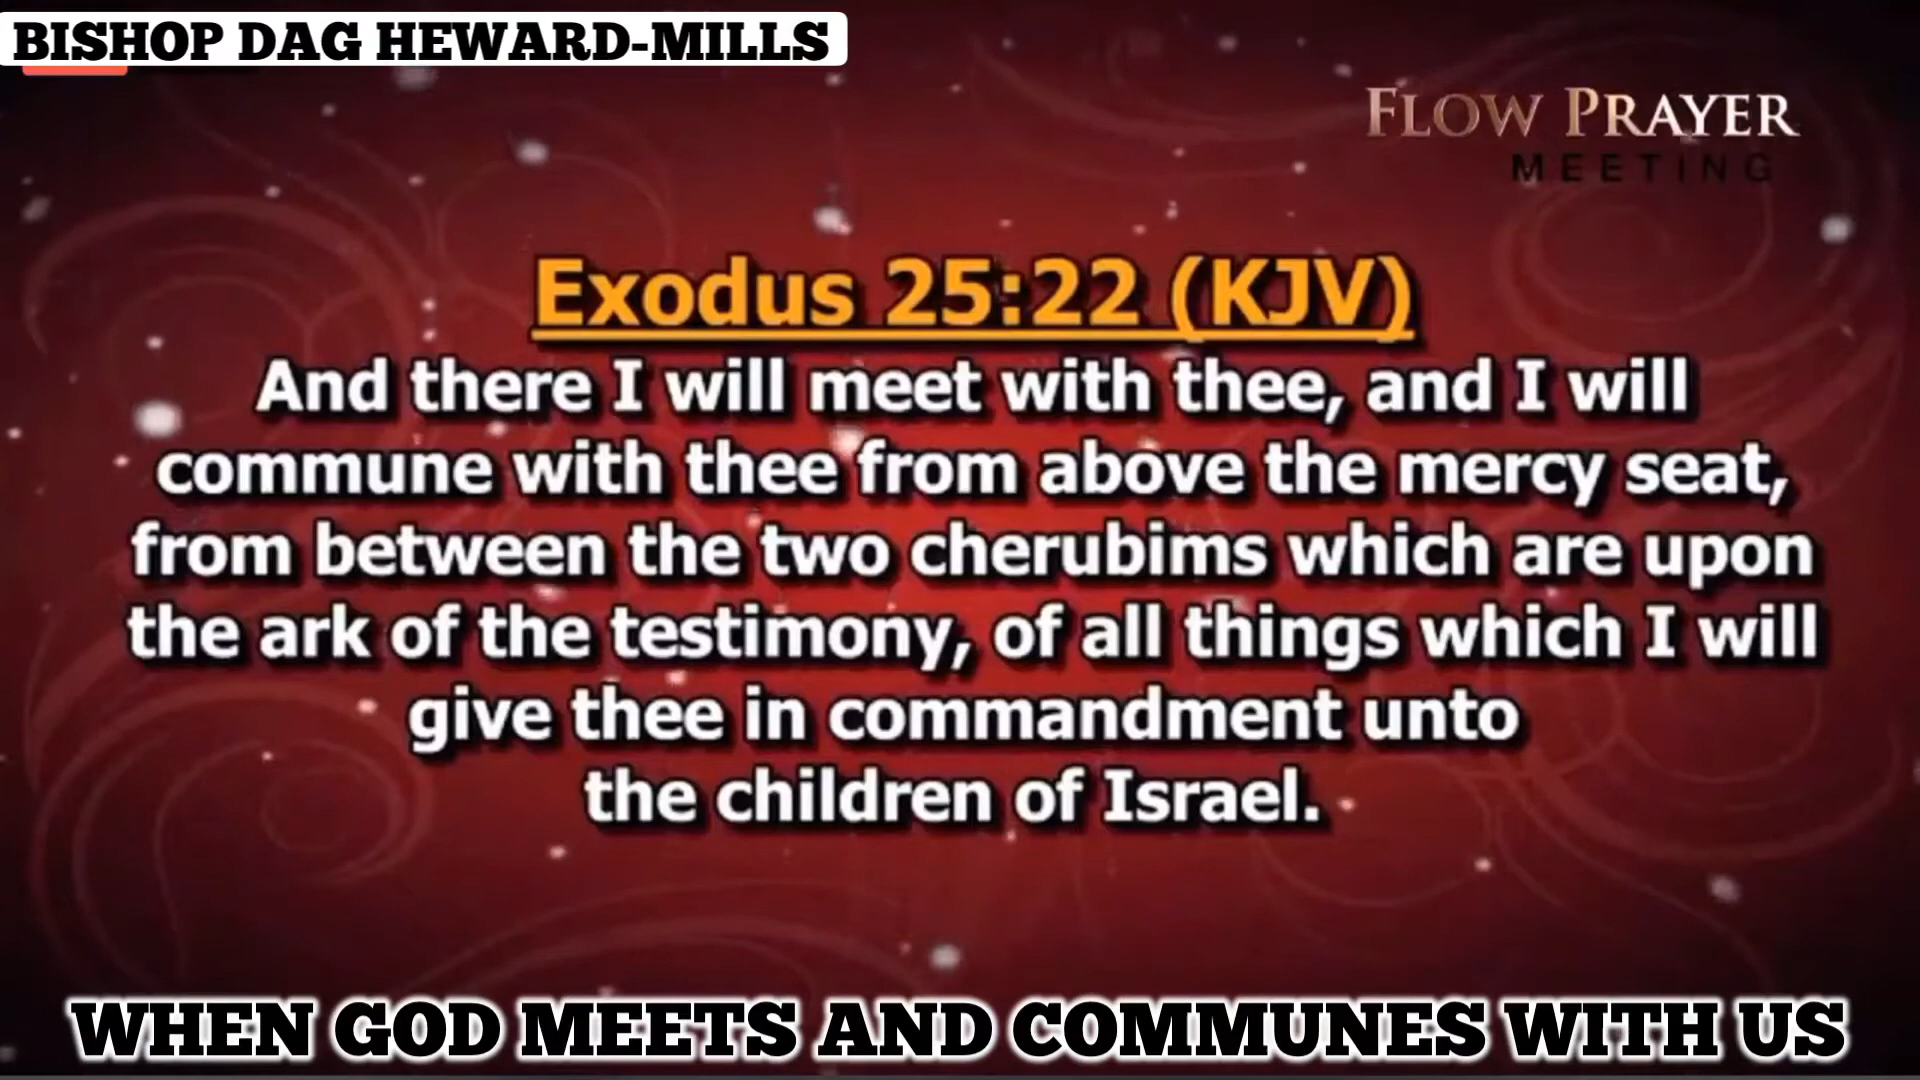 BISHOP DAG HEWARD-MILLS
FLOW PRAYER
MEETING
Exodus 25:22 (KJV)
And there I will meet with thee, and I will
commune with thee from above the mercy seat,
from between the two cherubims which are upon
the ark of the testimony, of all things which I will
give thee in commandment unto
the children of Israel.
WHEN GOD MEETS AND COMMUNES WITH US